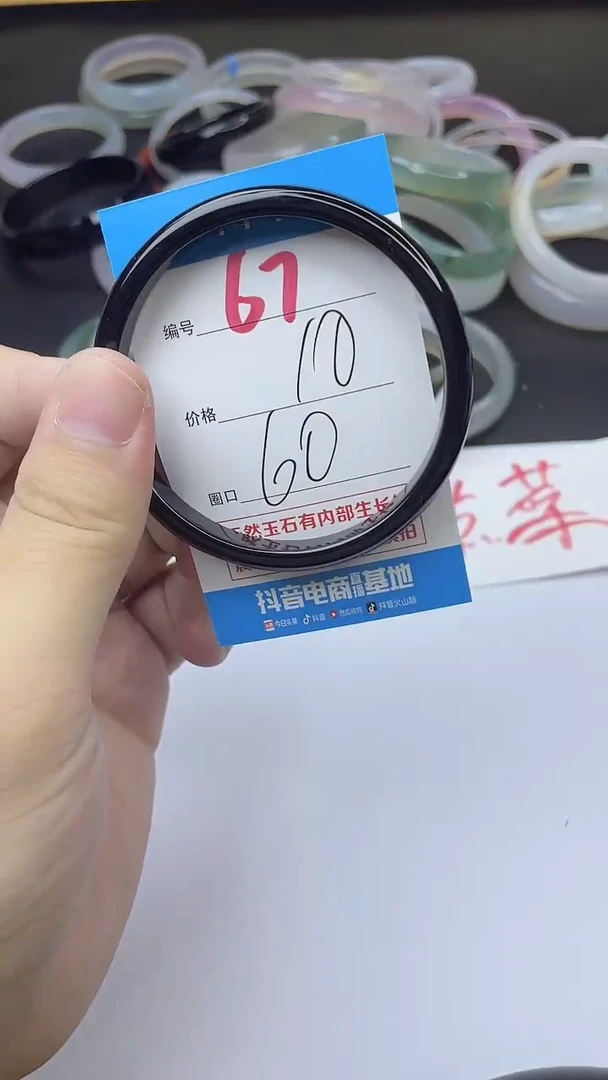 编号 67
价格 10
圈口 60
天然玉石有内部生长
抖音电商直播基地
今日头条 抖音 西瓜视频 抖音火山版
菜